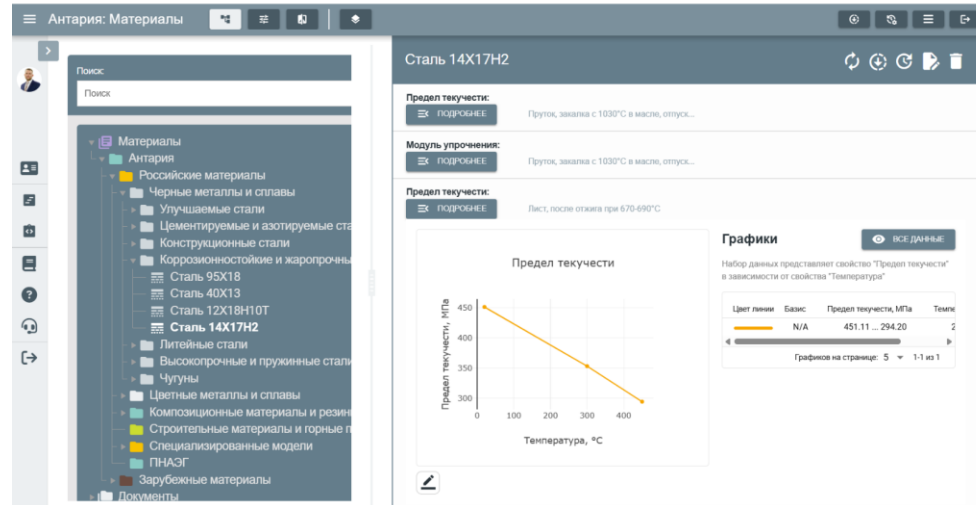 Антария: Материалы
Поиск:
Поиск
Материалы
Антария
Российские материалы
Черные металлы и сплавы
Улучшаемые стали
Цементируемые и азотируемые ста
Конструкционные стали
Коррозионностойкие и жаропрочны
Сталь 95Х18
Сталь 40Х13
Сталь 12Х18Н10Т
Сталь 14Х17Н2
Литейные стали
Высокопрочные и пружинные стали
Чугуны
Цветные металлы и сплавы
Композиционные материалы и резин
Строительные материалы и горные п
Специализированные модели
ПНАЭГ
Зарубежные материалы
Документы
Сталь 14Х17Н2
Предел текучести:
ПОДРОБНЕЕ Пруток, закалка с 1030°С в масле, отпуск...
Модуль упрочнения:
ПОДРОБНЕЕ Пруток, закалка с 1030°С в масле, отпуск...
Предел текучести:
ПОДРОБНЕЕ Лист, после отжига при 670-690°С
Предел текучести
Предел текучести, МПа
450
400
350
300
0 100 200 300 400
Температура, °С
Графики ВСЕ ДАННЫЕ
Набор данных представляет свойство "Предел текучести"
в зависимости от свойства "Температура"
Цвет линии Базис Предел текучести, МПа Темпе
N/A 451.11 ... 294.20 2
Графиков на странице: 5 1-1 из 1